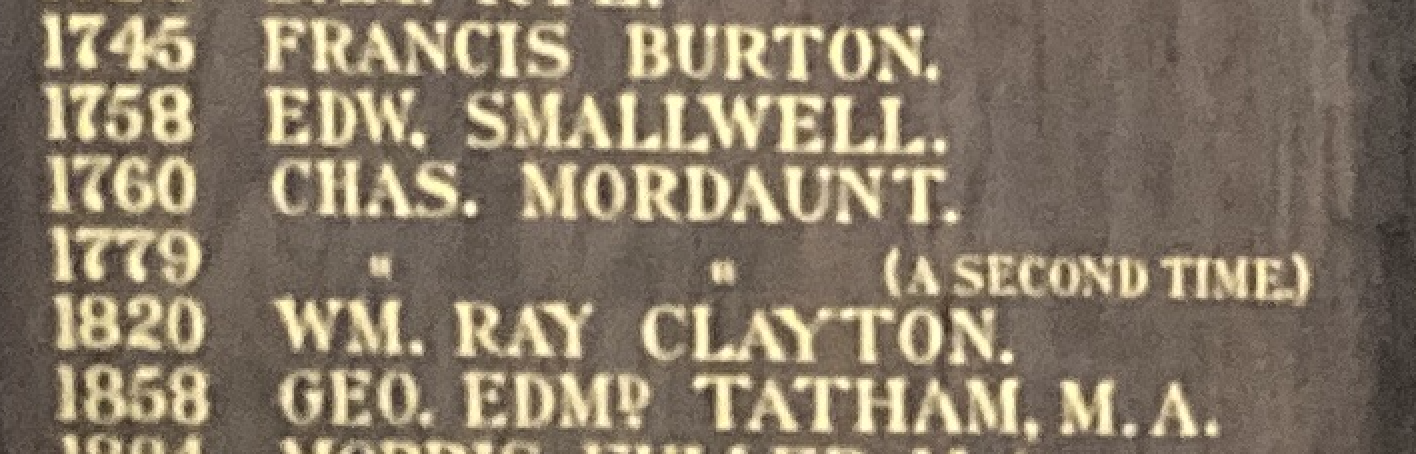 1745 FRANCIS BURTON.
1758 EDW. SMALLWELL.
1760 CHAS. MORDAUNT.
1779 " " (A SECOND TIME.)
1820 WM. RAY CLAYTON.
1858 GEO. EDMD. TATHAM, M.A.